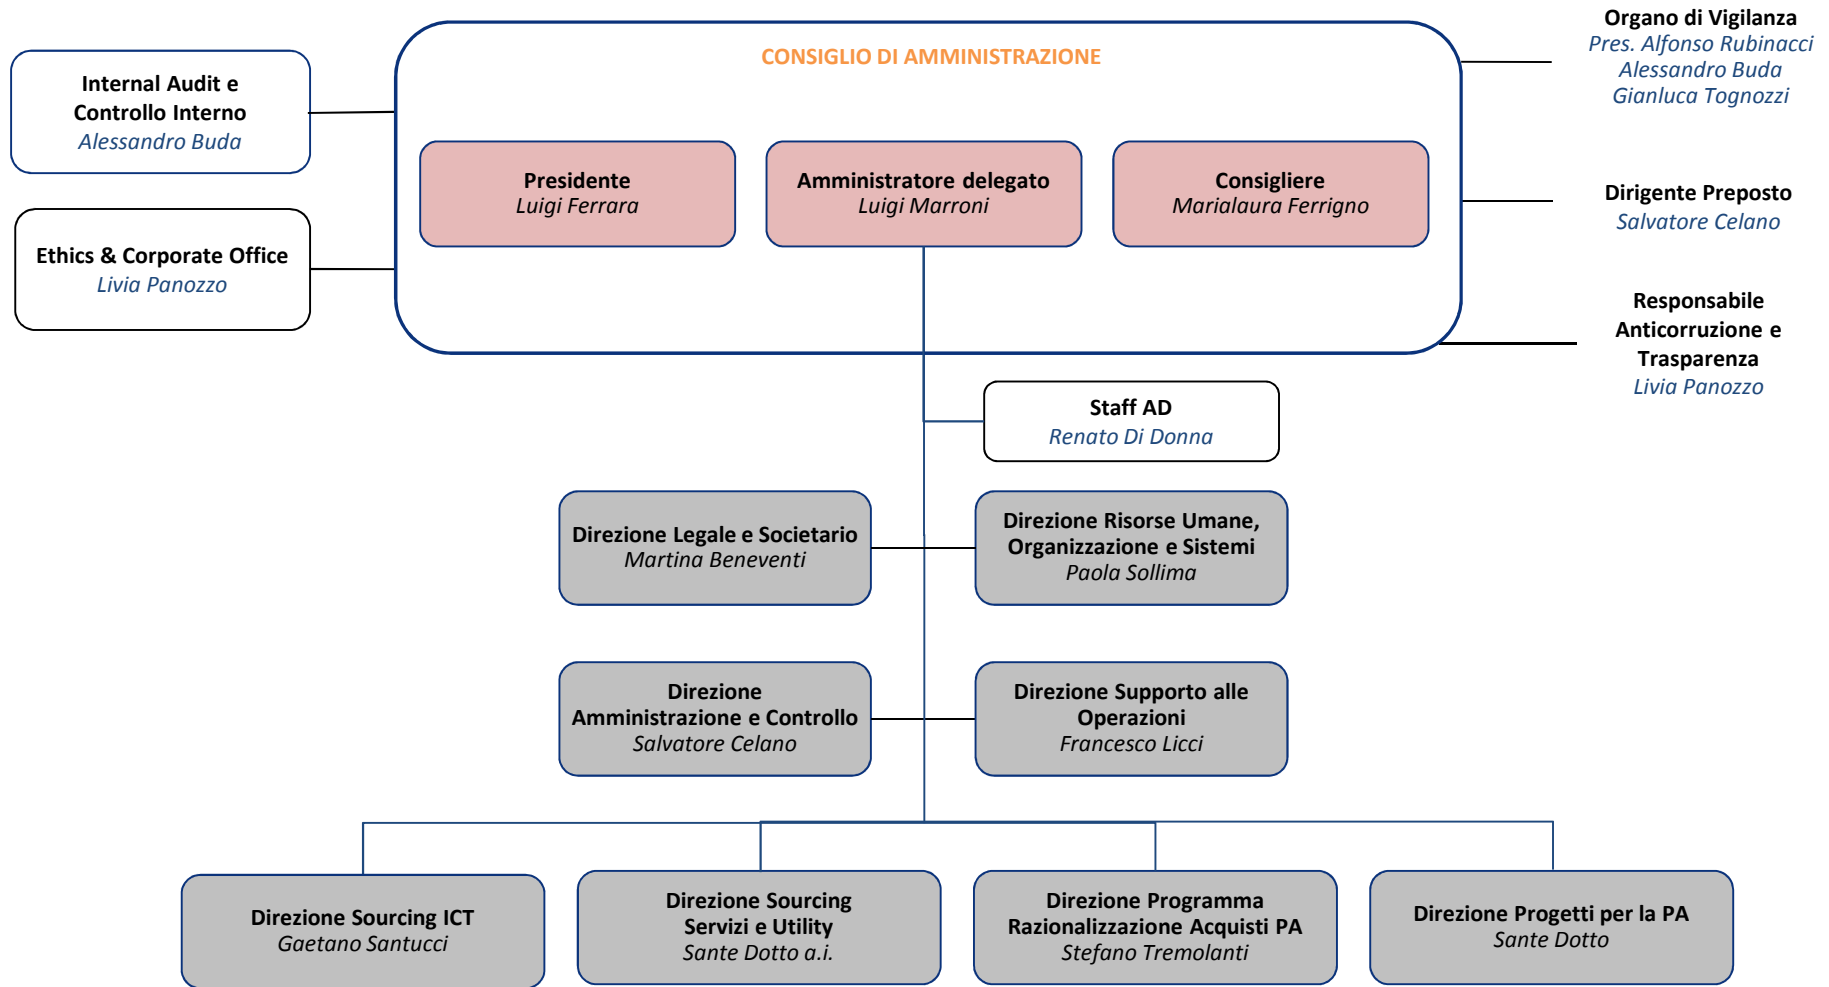 CONSIGLIO DI AMMINISTRAZIONE
Internal Audit e
Controllo Interno
Alessandro Buda
Ethics & Corporate Office
Livia Panozzo
Presidente
Luigi Ferrara
Amministratore delegato
Luigi Marroni
Consigliere
Marialaura Ferrigno
Organo di Vigilanza
Pres. Alfonso Rubinacci
Alessandro Buda
Gianluca Tognozzi
Dirigente Preposto
Salvatore Celano
Responsabile
Anticorruzione e
Trasparenza
Livia Panozzo
Staff AD
Renato Di Donna
Direzione Legale e Societario
Martina Beneventi
Direzione Risorse Umane,
Organizzazione e Sistemi
Paola Sollima
Direzione
Amministrazione e Controllo
Salvatore Celano
Direzione Supporto alle
Operazioni
Francesco Licci
Direzione Sourcing ICT
Gaetano Santucci
Direzione Sourcing
Servizi e Utility
Sante Dotto a.i.
Direzione Programma
Razionalizzazione Acquisti PA
Stefano Tremolanti
Direzione Progetti per la PA
Sante Dotto